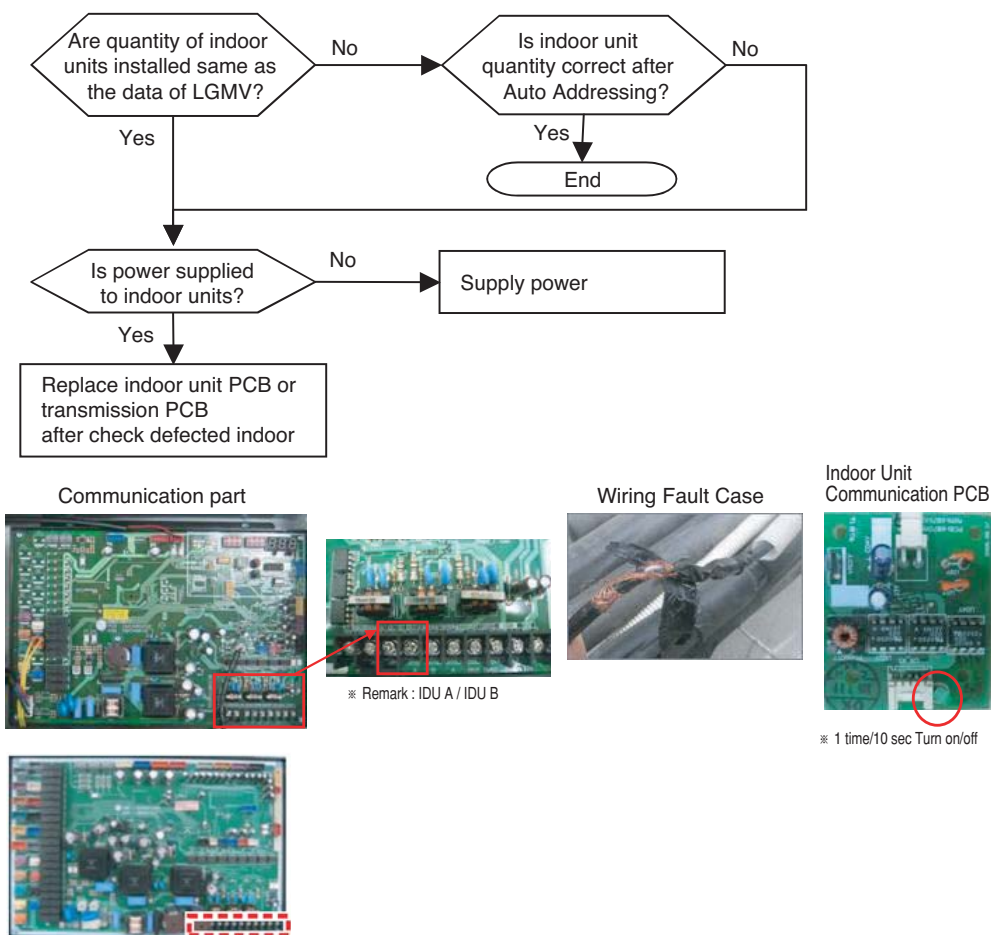 Are quantity of indoor
units installed same as
the data of LGMV?
No
Is indoor unit
quantity correct after
Auto Addressing?
No
Yes
Yes
End
Is power supplied
to indoor units?
No
Supply power
Yes
Replace indoor unit PCB or
transmission PCB
after check defected indoor
Communication part
Wiring Fault Case
Indoor Unit
Communication PCB
※ Remark : IDU A / IDU B
※ 1 time/10 sec Turn on/off